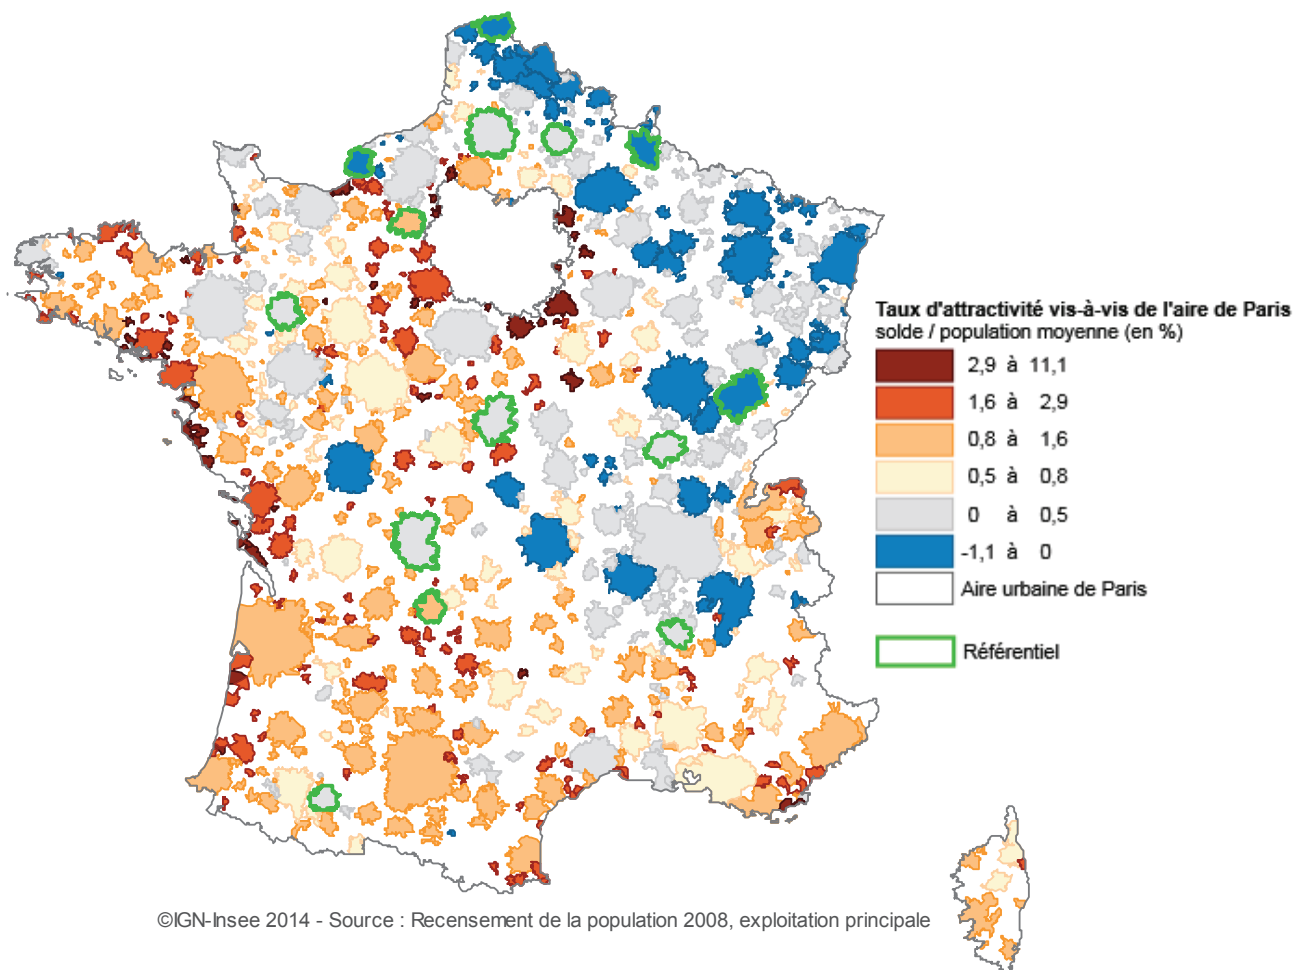 Taux d'attractivité vis-à-vis de l'aire de Paris
solde / population moyenne (en %)
2,9 à 11,1
1,6 à 2,9
0,8 à 1,6
0,5 à 0,8
0 à 0,5
-1,1 à 0
Aire urbaine de Paris
Référentiel
©IGN-Insee 2014 - Source : Recensement de la population 2008, exploitation principale